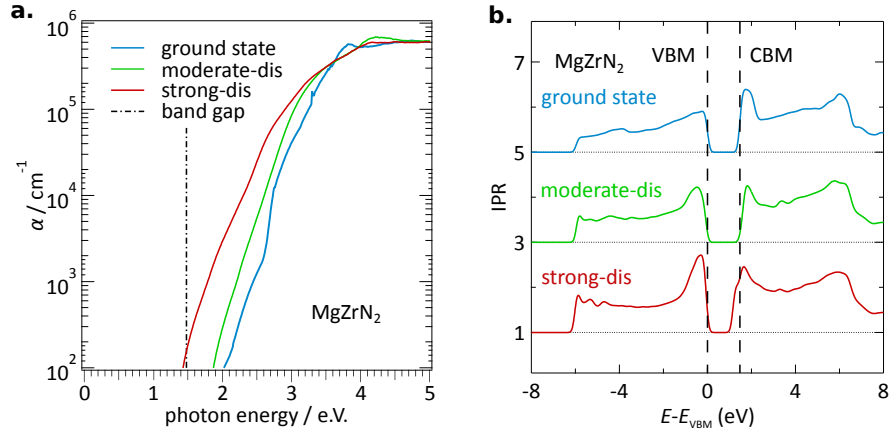 a.
10^6
10^5
10^4
10^3
10^2
α / cm^-1
ground state
moderate-dis
strong-dis
band gap
MgZrN₂
0 1 2 3 4 5
photon energy / e.V.
b.
MgZrN₂ VBM CBM
ground state
moderate-dis
strong-dis
7
5
3
1
IPR
-8 -4 0 4 8
E-E_VBM (eV)